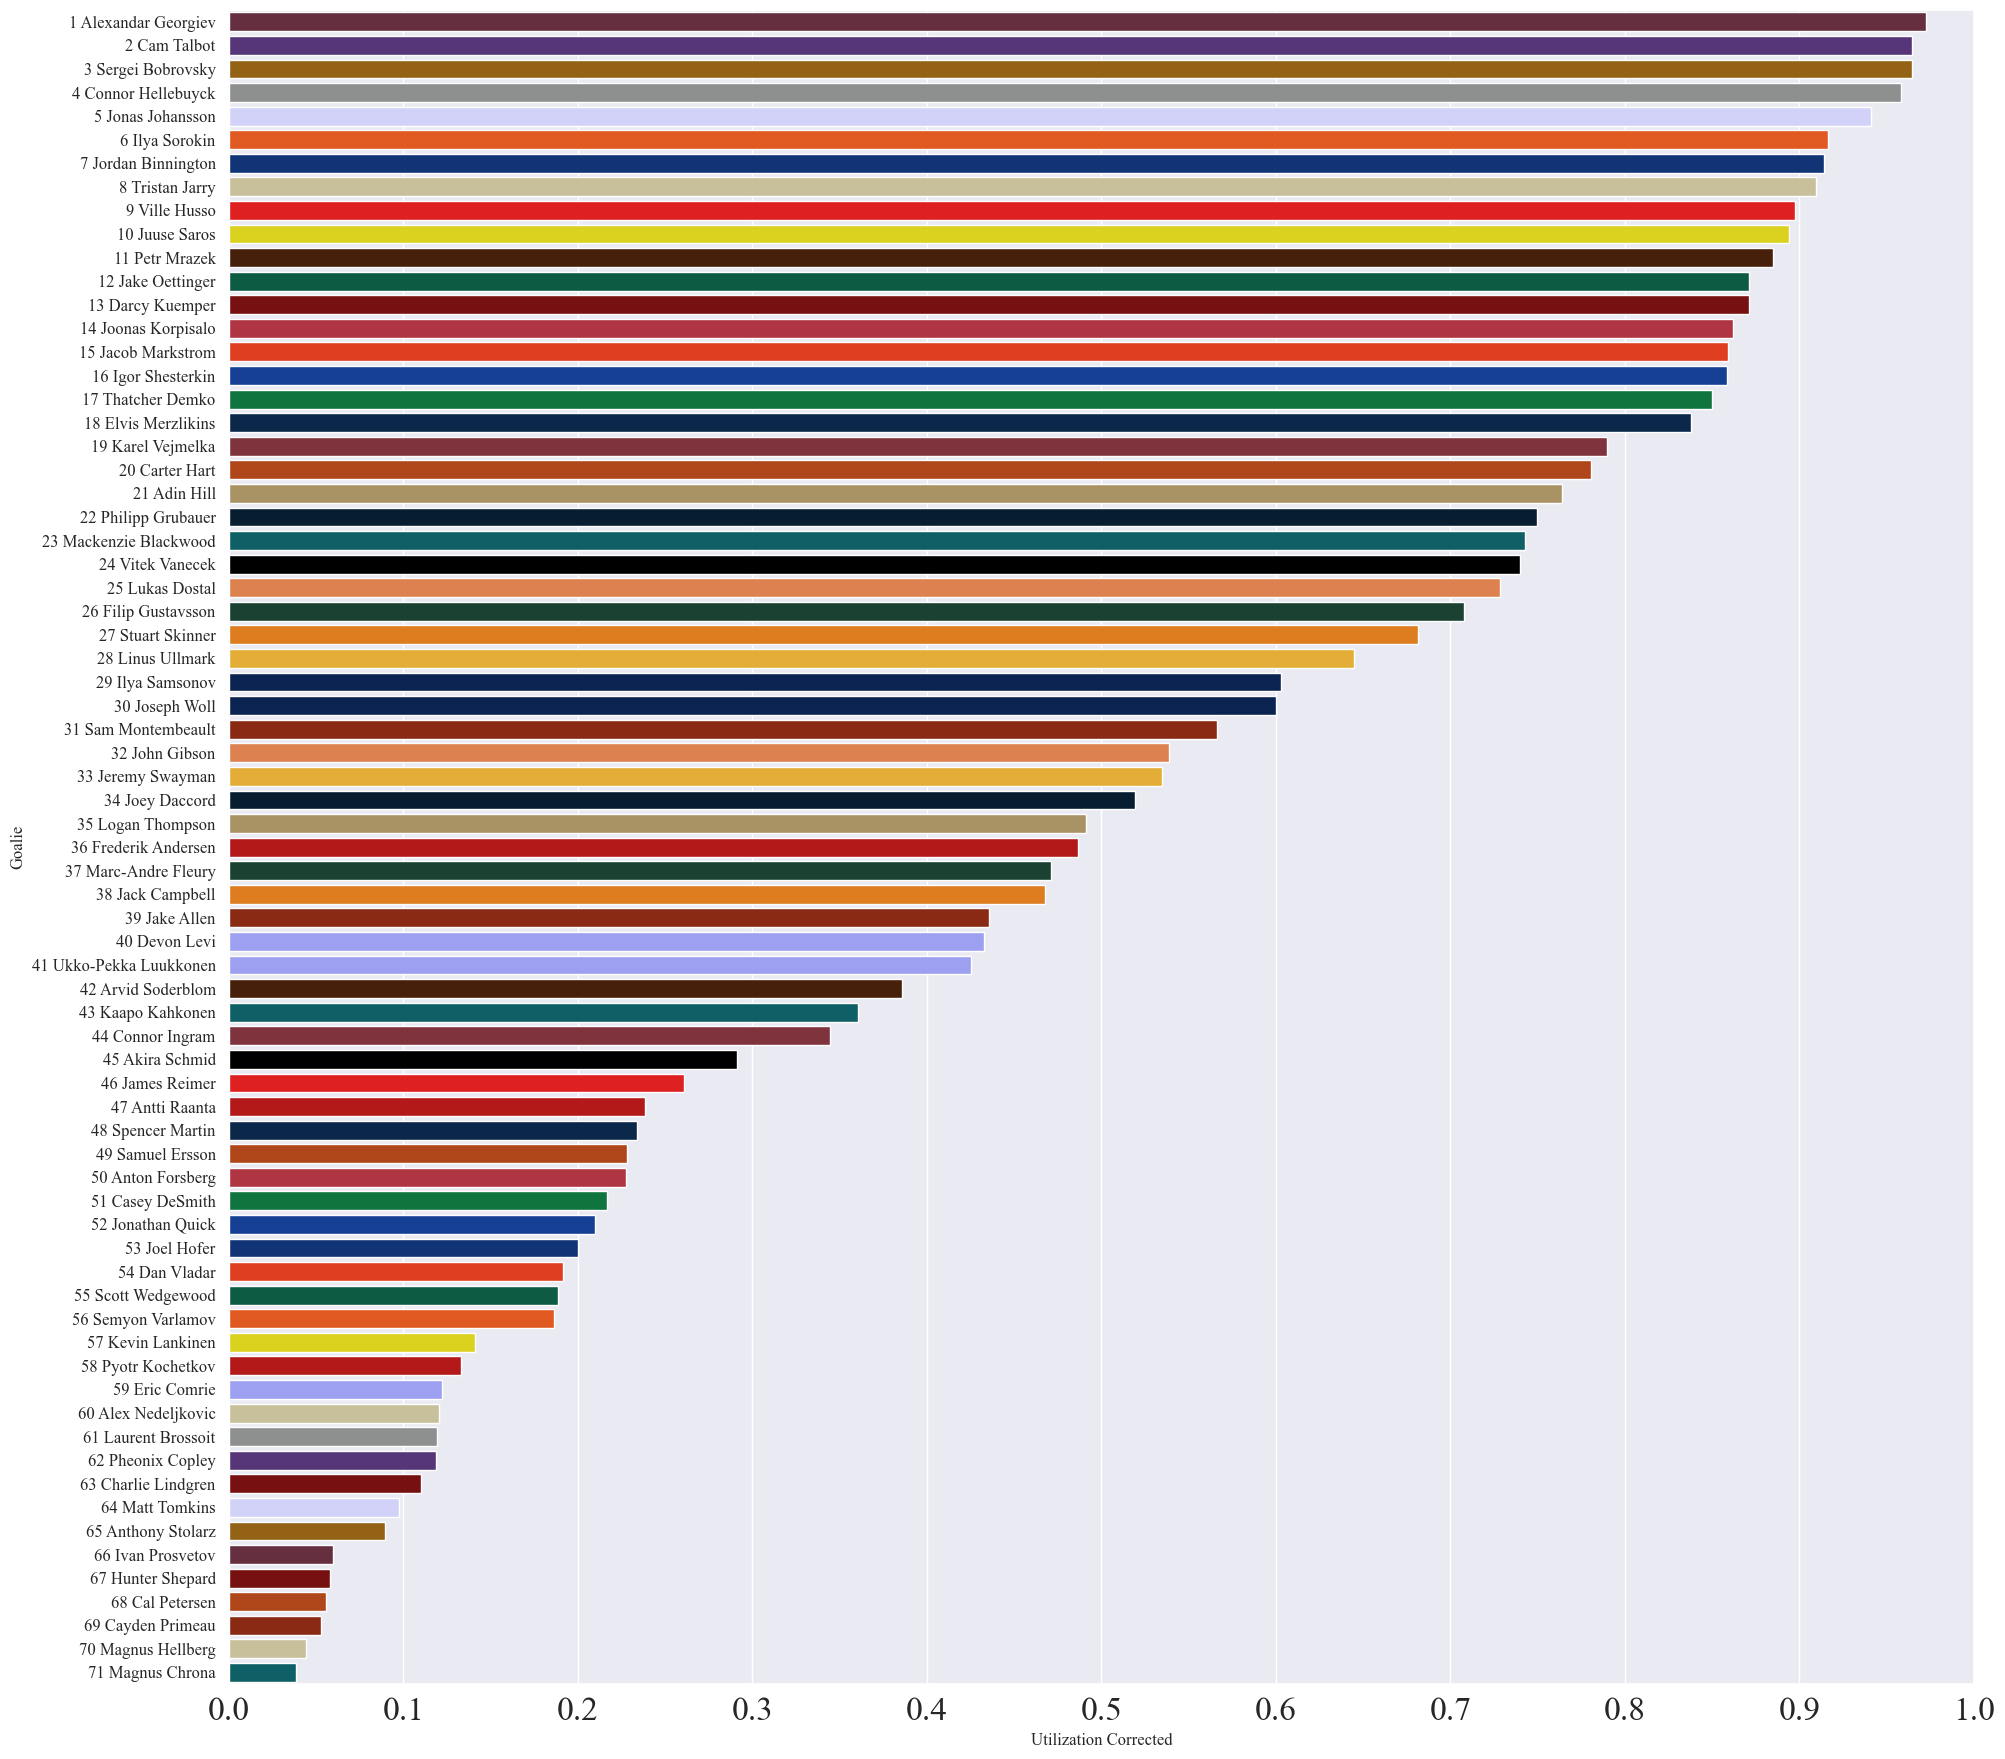 1 Alexandar Georgiev
2 Cam Talbot
3 Sergei Bobrovsky
4 Connor Hellebuyck
5 Jonas Johansson
6 Ilya Sorokin
7 Jordan Binnington
8 Tristan Jarry
9 Ville Husso
10 Juuse Saros
11 Petr Mrazek
12 Jake Oettinger
13 Darcy Kuemper
14 Joonas Korpisalo
15 Jacob Markstrom
16 Igor Shesterkin
17 Thatcher Demko
18 Elvis Merzlikins
19 Karel Vejmelka
20 Carter Hart
21 Adin Hill
22 Philipp Grubauer
23 Mackenzie Blackwood
24 Vitek Vanecek
25 Lukas Dostal
26 Filip Gustavsson
27 Stuart Skinner
28 Linus Ullmark
29 Ilya Samsonov
30 Joseph Woll
31 Sam Montembeault
32 John Gibson
33 Jeremy Swayman
34 Joey Daccord
35 Logan Thompson
36 Frederik Andersen
37 Marc-Andre Fleury
38 Jack Campbell
39 Jake Allen
40 Devon Levi
41 Ukko-Pekka Luukkonen
42 Arvid Soderblom
43 Kaapo Kahkonen
44 Connor Ingram
45 Akira Schmid
46 James Reimer
47 Antti Raanta
48 Spencer Martin
49 Samuel Ersson
50 Anton Forsberg
51 Casey DeSmith
52 Jonathan Quick
53 Joel Hofer
54 Dan Vladar
55 Scott Wedgewood
56 Semyon Varlamov
57 Kevin Lankinen
58 Pyotr Kochetkov
59 Eric Comrie
60 Alex Nedeljkovic
61 Laurent Brossoit
62 Pheonix Copley
63 Charlie Lindgren
64 Matt Tomkins
65 Anthony Stolarz
66 Ivan Prosvetov
67 Hunter Shepard
68 Cal Petersen
69 Cayden Primeau
70 Magnus Hellberg
71 Magnus Chrona
Goalie
0.0 0.1 0.2 0.3 0.4 0.5 0.6 0.7 0.8 0.9 1.0
Utilization Corrected